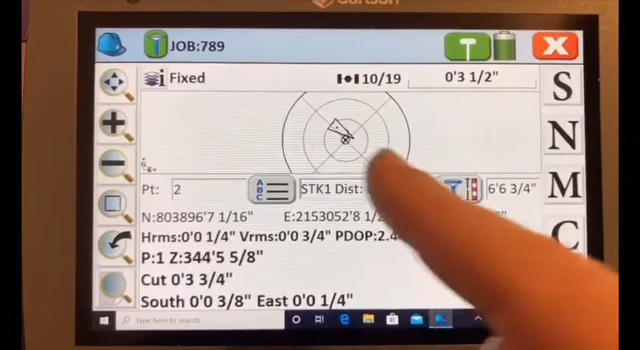 Carlson
JOB:789
Fixed 10/19 0'3 1/2"
S
N
M
C
Pt: 2 STK1 Dist: 6'6 3/4"
N:803896'7 1/16" E:2153052'8 1/2
Hrms:0'0 1/4" Vrms:0'0 3/4" PDOP:2.4
P:1 Z:344'5 5/8"
Cut 0'3 3/4"
South 0'0 3/8" East 0'0 1/4"
Type here to search